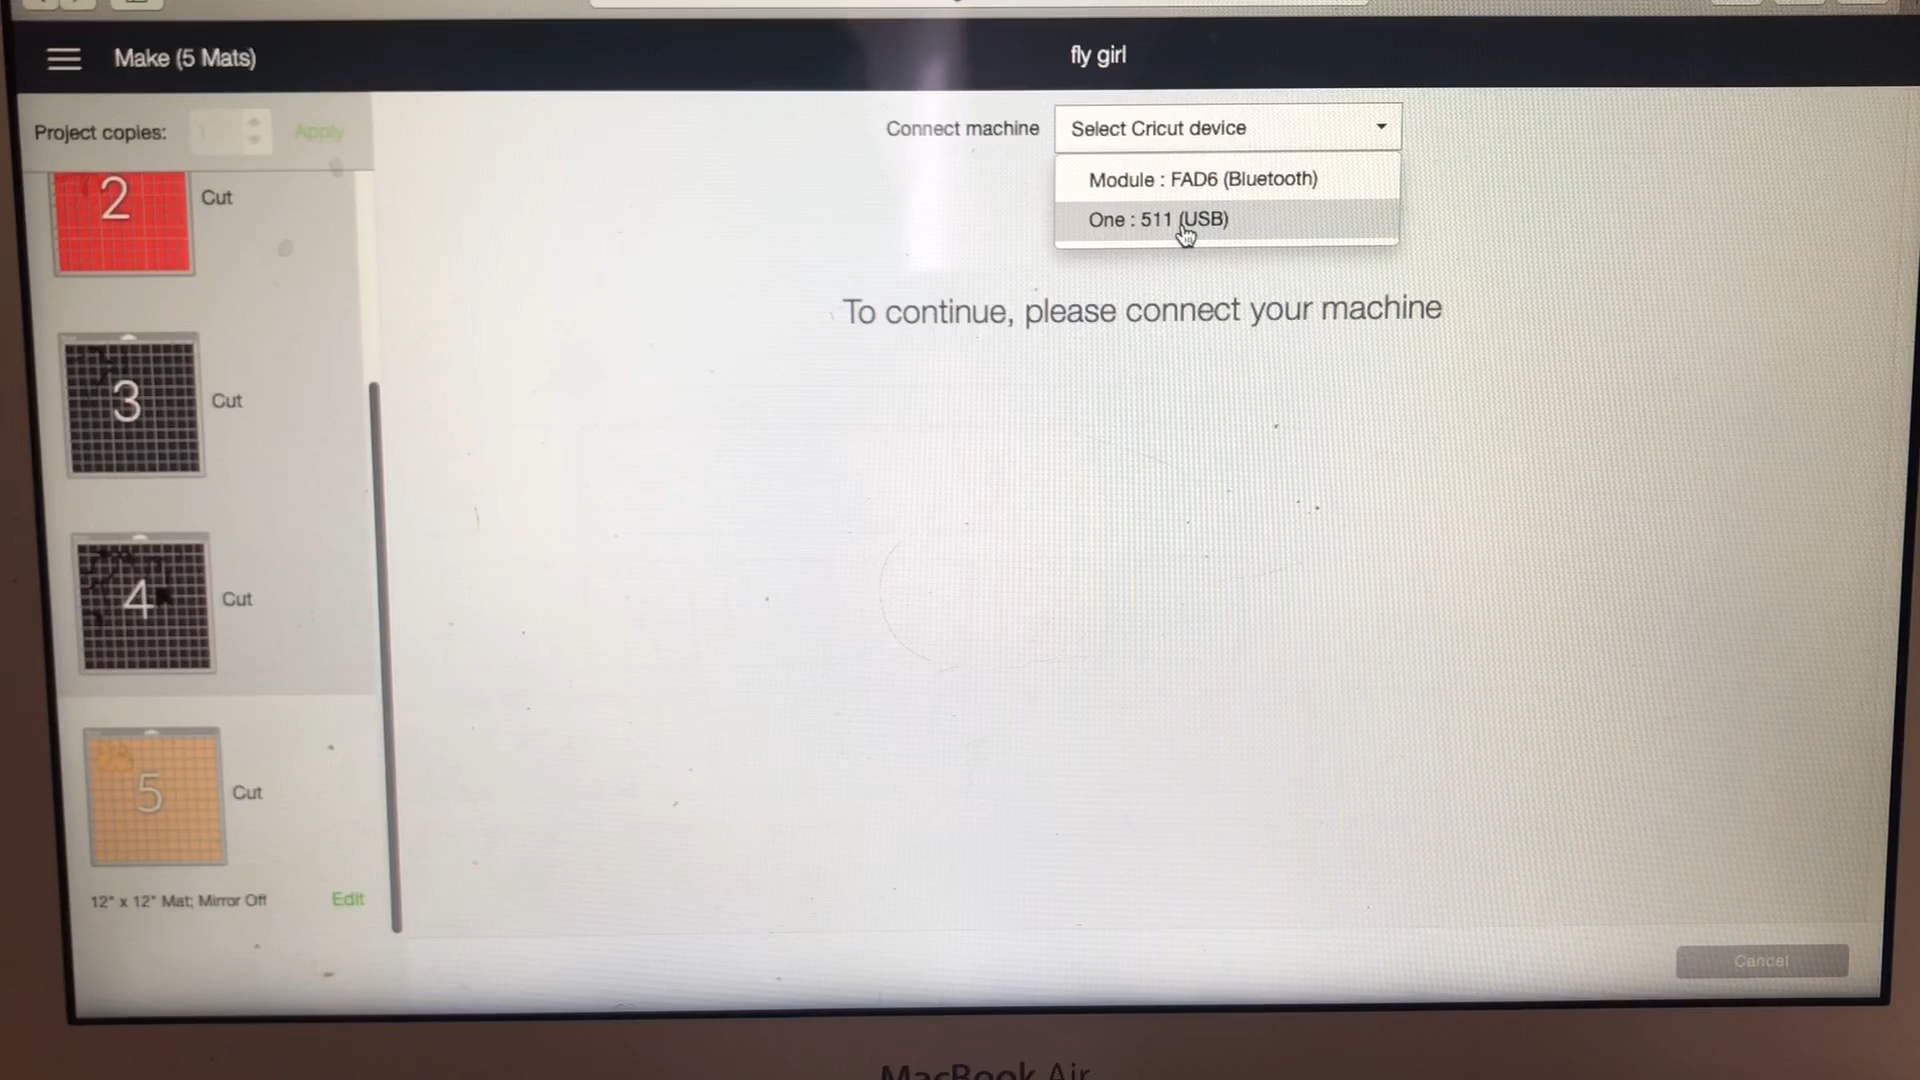 Make (5 Mats)
fly girl
Project copies:
1
Apply
Connect machine
Select Cricut device
Module : FAD6 (Bluetooth)
One : 511 (USB)
To continue, please connect your machine
2
Cut
3
Cut
4
Cut
5
Cut
12" x 12" Mat; Mirror Off
Edit
Cancel
MacBook Air